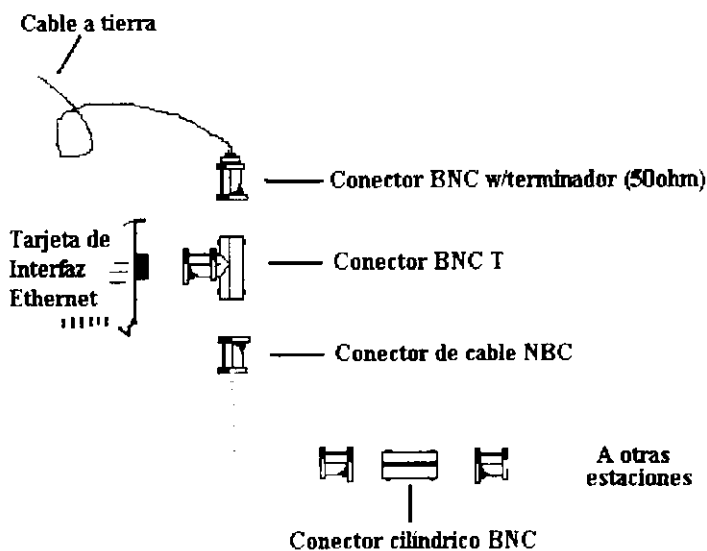 Cable a tierra
Conector BNC w/terminador (50ohm)
Tarjeta de
Interfaz
Ethernet
Conector BNC T
Conector de cable NBC
A otras
estaciones
Conector cilíndrico BNC